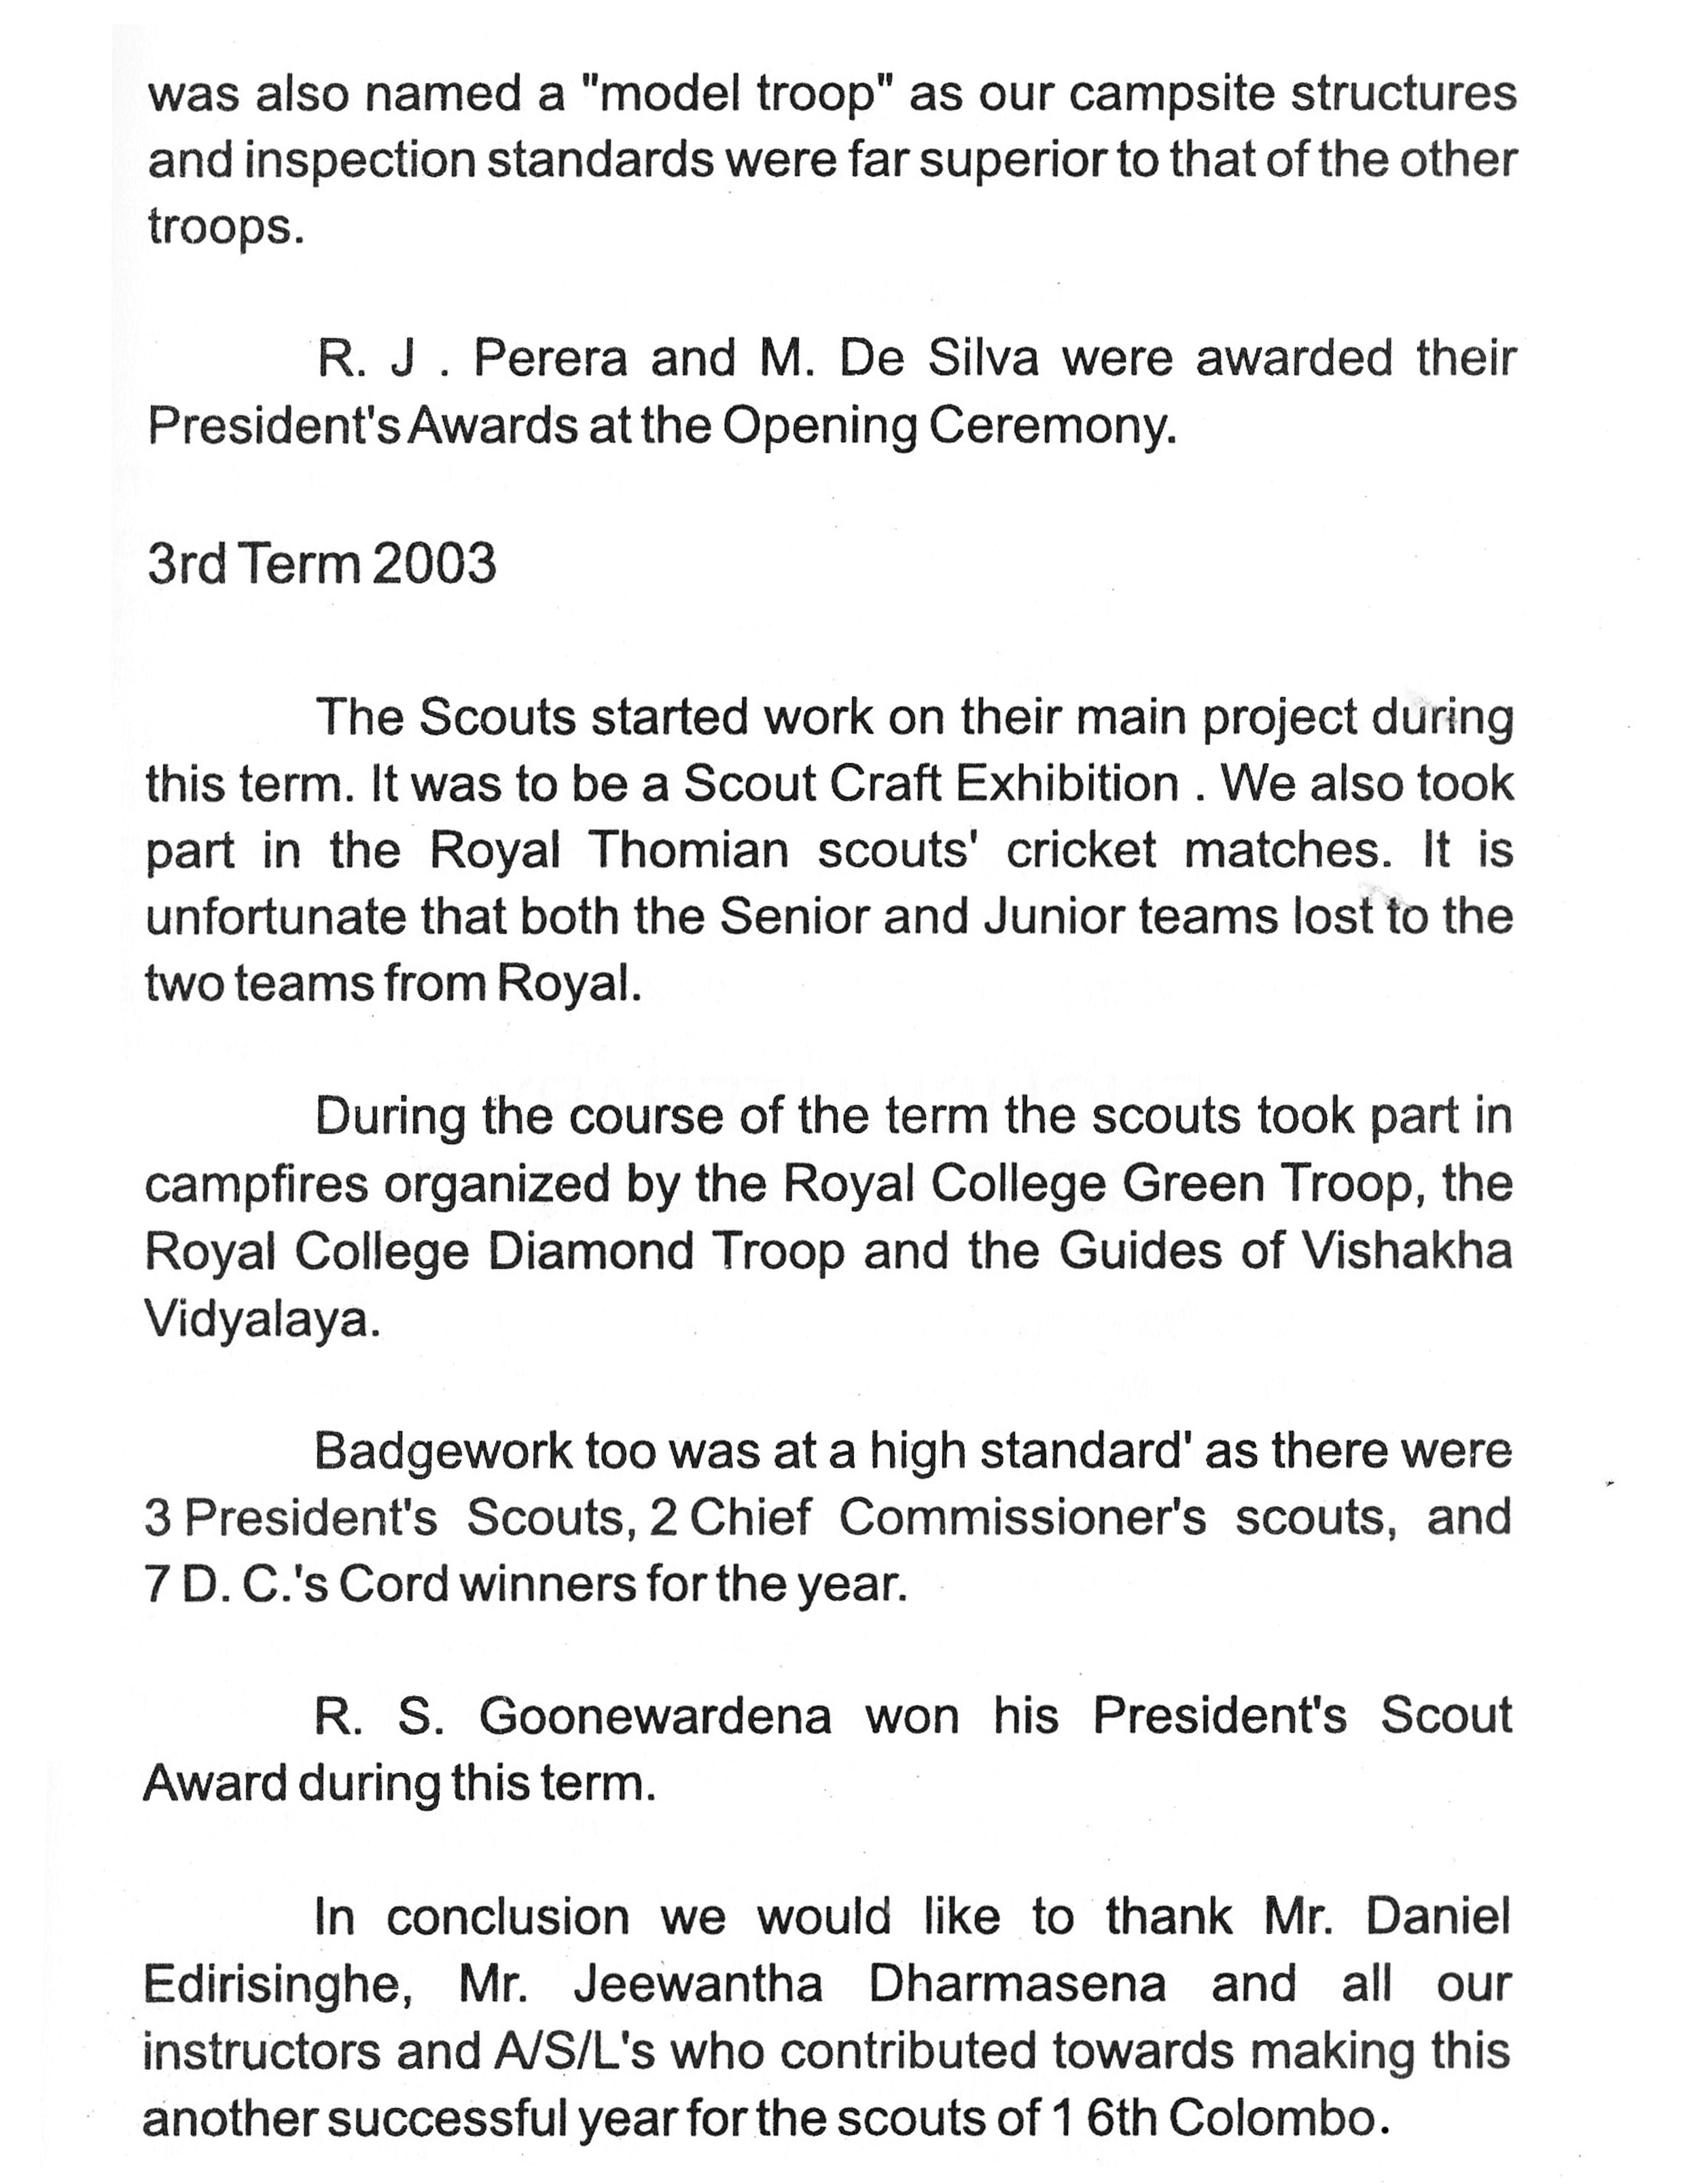 was also named a "model troop" as our campsite structures
and inspection standards were far superior to that of the other
troops.
R. J . Perera and M. De Silva were awarded their
President's Awards at the Opening Ceremony.
3rd Term 2003
The Scouts started work on their main project during
this term. It was to be a Scout Craft Exhibition . We also took
part in the Royal Thomian scouts' cricket matches. It is
unfortunate that both the Senior and Junior teams lost to the
two teams from Royal.
During the course of the term the scouts took part in
campfires organized by the Royal College Green Troop, the
Royal College Diamond Troop and the Guides of Vishakha
Vidyalaya.
Badgework too was at a high standard' as there were
3 President's Scouts, 2 Chief Commissioner's scouts, and
7 D. C.'s Cord winners for the year.
R. S. Goonewardena won his President's Scout
Award during this term.
In conclusion we would like to thank Mr. Daniel
Edirisinghe, Mr. Jeewantha Dharmasena and all our
instructors and A/S/L's who contributed towards making this
another successful year for the scouts of 1 6th Colombo.